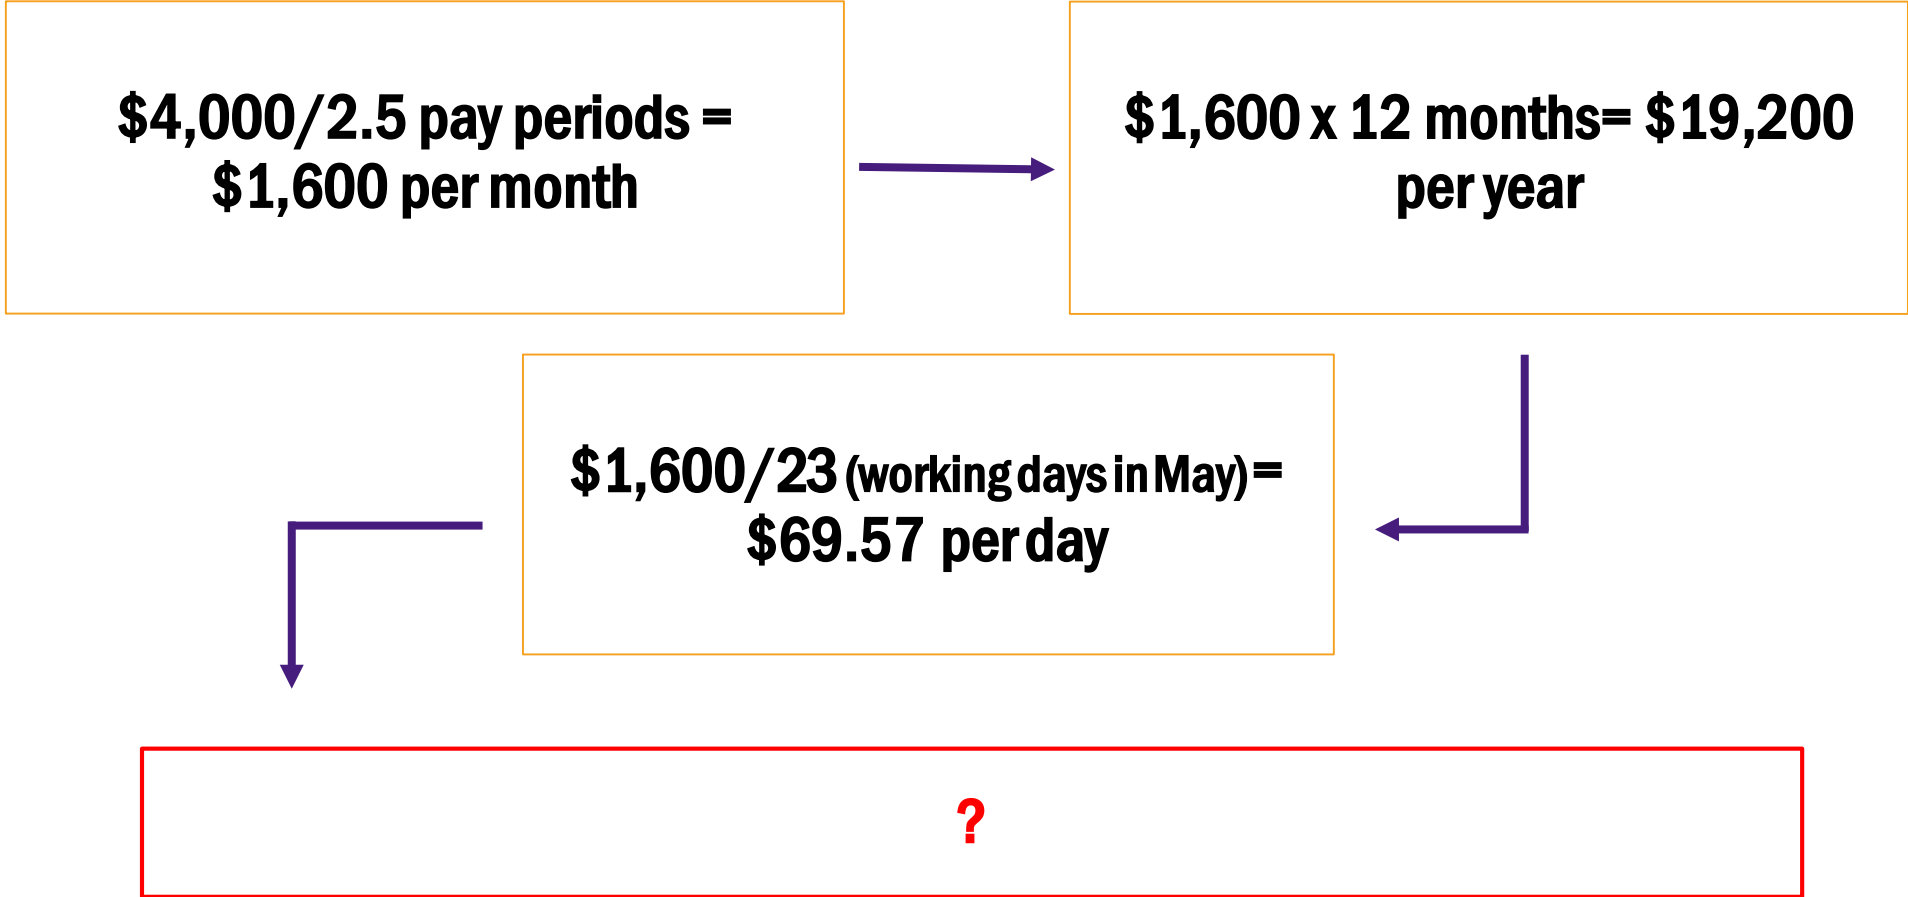 $4,000/2.5 pay periods =
$1,600 per month
$1,600 x 12 months= $19,200
per year
$1,600/23 (working days in May) =
$69.57 per day
?